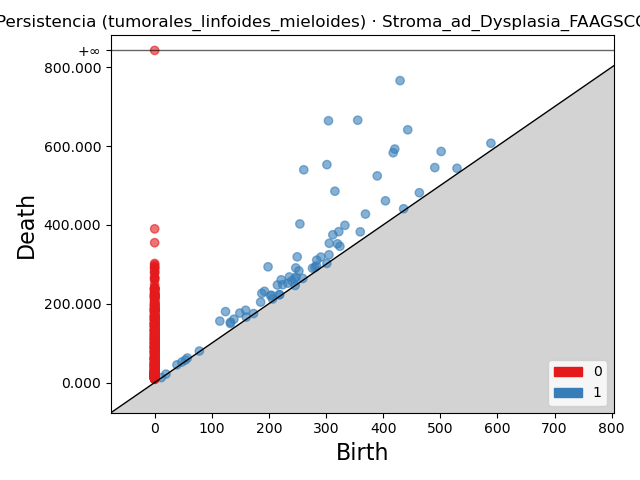 Persistencia (tumorales_linfoides_mieloides) · Stroma_ad_Dysplasia_FAAGSCC
+∞
800.000
600.000
400.000
200.000
0.000
Death
0
1
0 100 200 300 400 500 600 700 800
Birth